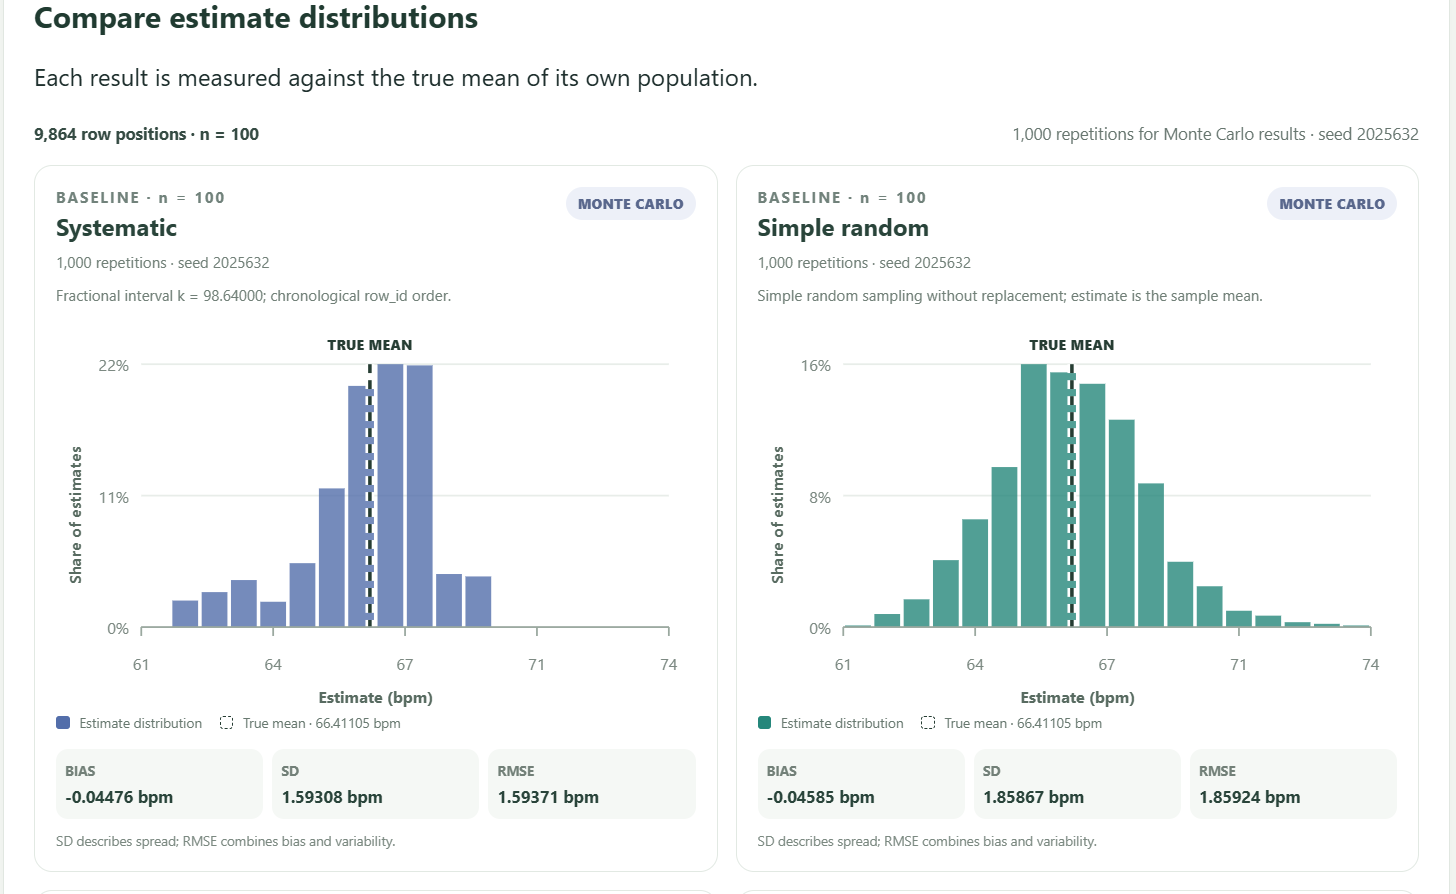 Compare estimate distributions
Each result is measured against the true mean of its own population.
9,864 row positions · n = 100
1,000 repetitions for Monte Carlo results · seed 2025632
BASELINE · n = 100
MONTE CARLO
Systematic
1,000 repetitions · seed 2025632
Fractional interval k = 98.64000; chronological row_id order.
TRUE MEAN
22%
11%
0%
Share of estimates
61 64 67 71 74
Estimate (bpm)
Estimate distribution True mean · 66.41105 bpm
BIAS
-0.04476 bpm
SD
1.59308 bpm
RMSE
1.59371 bpm
SD describes spread; RMSE combines bias and variability.
BASELINE · n = 100
MONTE CARLO
Simple random
1,000 repetitions · seed 2025632
Simple random sampling without replacement; estimate is the sample mean.
TRUE MEAN
16%
8%
0%
Share of estimates
61 64 67 71 74
Estimate (bpm)
Estimate distribution True mean · 66.41105 bpm
BIAS
-0.04585 bpm
SD
1.85867 bpm
RMSE
1.85924 bpm
SD describes spread; RMSE combines bias and variability.